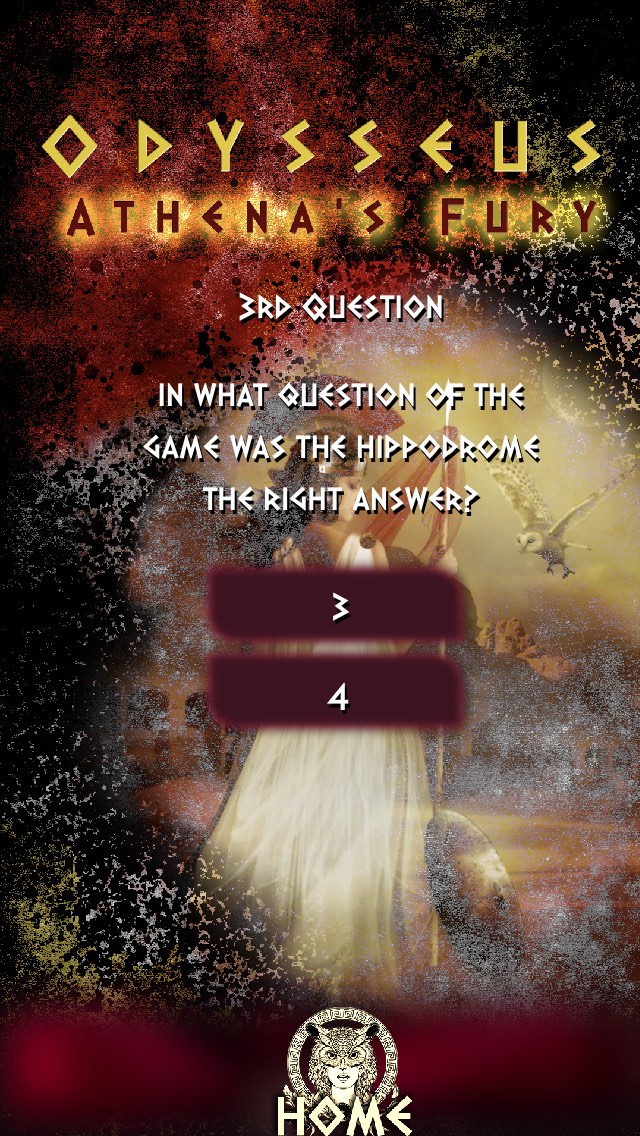 ODYSSEUS
ATHENA'S FURY
3RD QUESTION
IN WHAT QUESTION OF THE
GAME WAS THE HIPPODROME
THE RIGHT ANSWER?
3
4
HOME